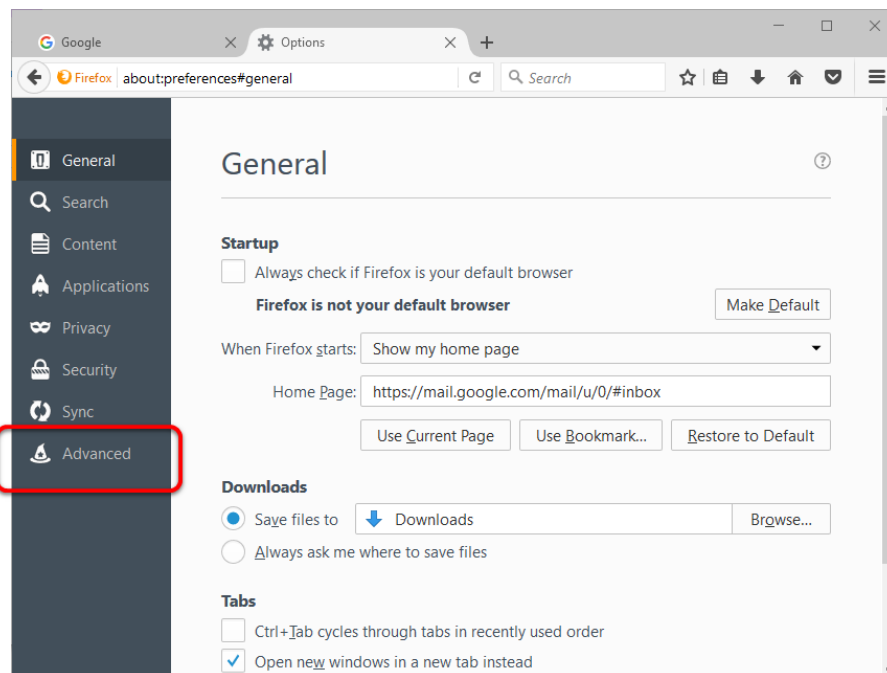 Google
Options
Firefox about:preferences#general
Search
General
Search
Content
Applications
Privacy
Security
Sync
Advanced
General
?
Startup
Always check if Firefox is your default browser
Firefox is not your default browser
Make Default
When Firefox starts: Show my home page
Home Page: https://mail.google.com/mail/u/0/#inbox
Use Current Page Use Bookmark... Restore to Default
Downloads
Save files to Downloads Browse...
Always ask me where to save files
Tabs
Ctrl+Tab cycles through tabs in recently used order
Open new windows in a new tab instead